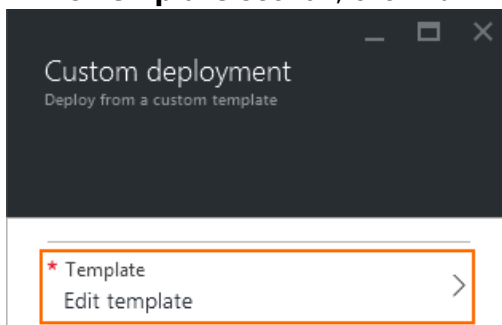 Custom deployment
Deploy from a custom template
* Template
Edit template